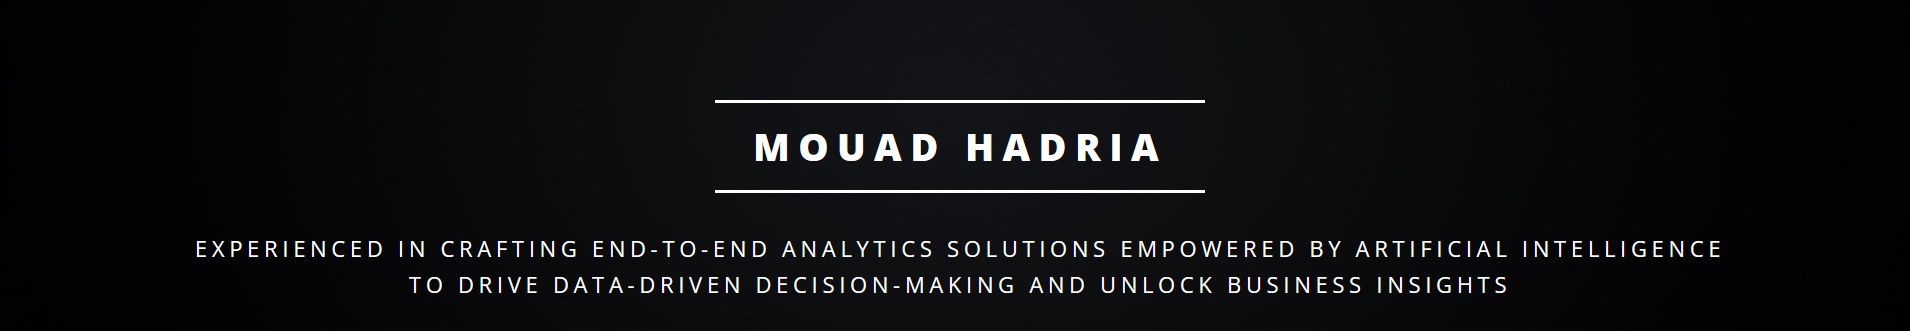 MOUAD HADRIA
EXPERIENCED IN CRAFTING END-TO-END ANALYTICS SOLUTIONS EMPOWERED BY ARTIFICIAL INTELLIGENCE
TO DRIVE DATA-DRIVEN DECISION-MAKING AND UNLOCK BUSINESS INSIGHTS